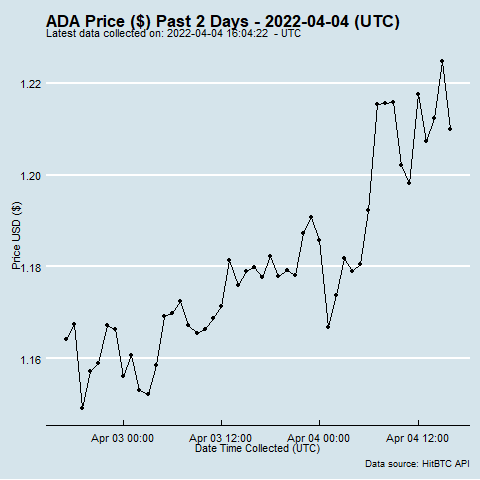 ADA Price ($) Past 2 Days - 2022-04-04 (UTC)
Latest data collected on: 2022-04-04 16:04:22 - UTC
1.22
1.20
1.18
1.16
Price USD ($)
Apr 03 00:00 Apr 03 12:00 Apr 04 00:00 Apr 04 12:00
Date Time Collected (UTC)
Data source: HitBTC API